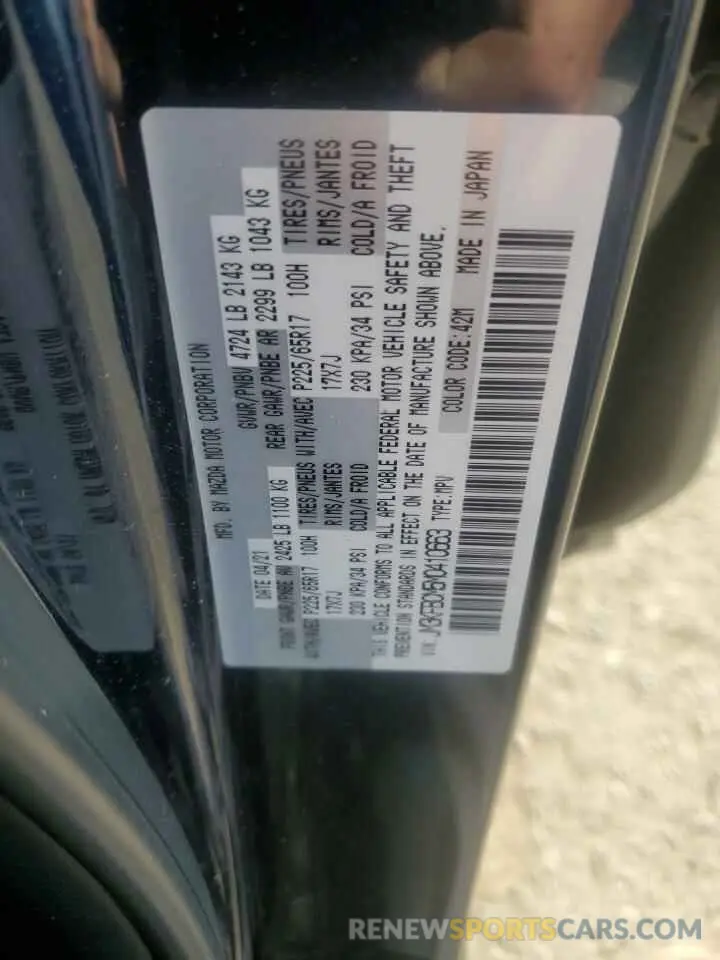 MFD. BY MAZDA MOTOR CORPORATION
DATE 04/21 GVWR/PNBV 4724 LB 2143 KG
FRONT GAWR/PNBE AV 2425 LB 1100 KG REAR GAWR/PNBE AR 2299 LB 1043 KG
WITH/AVEC P225/65R17 100H TIRES/PNEUS WITH/AVEC P225/65R17 100H TIRES/PNEUS
17X7J RIMS/JANTES 17X7J RIMS/JANTES
230 KPA/34 PSI COLD/A FROID 230 KPA/34 PSI COLD/A FROID
THIS VEHICLE CONFORMS TO ALL APPLICABLE FEDERAL MOTOR VEHICLE SAFETY AND THEFT
PREVENTION STANDARDS IN EFFECT ON THE DATE OF MANUFACTURE SHOWN ABOVE.
VIN: JM3KFBCM5N0410663 TYPE:MPV COLOR CODE:42M MADE IN JAPAN
RENEWSPORTSCARS.COM